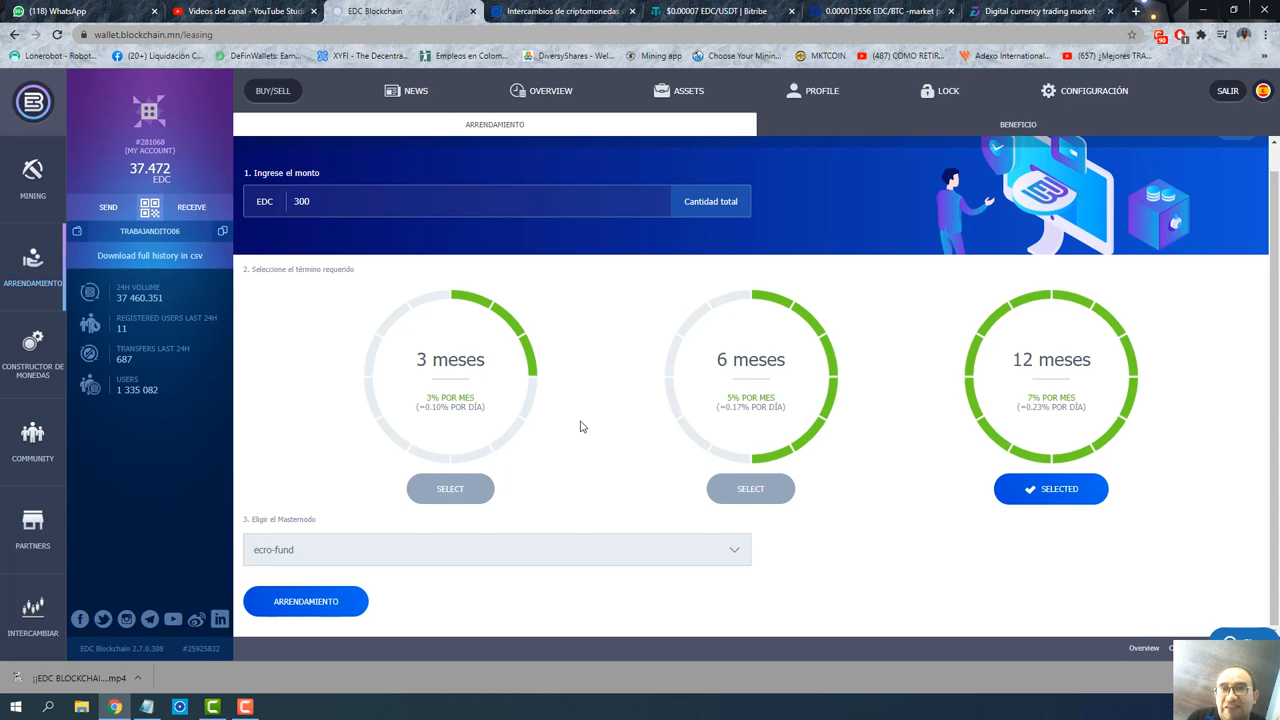 (118) WhatsApp
Videos del canal - YouTube Stu
EDC Blockchain
Intercambios de criptomonedas
$0.00007 EDC/USDT | Bitribe
0.000013556 EDC/BTC-market p
Digital currency trading market
wallet.blockchain.mn/leasing
Lonerobot - Robot...
(20+) Liquidación C...
DeFinWallets: Earn...
XYFI - The Decentra...
Empleos en Colom...
DiversyShares - Wel...
Mining app
Choose Your Minin...
MKTCOIN
(487) COMO RETIR...
Adexo International...
(657) ¿Mejores TRA...
BUY/SELL
NEWS
OVERVIEW
ASSETS
PROFILE
LOCK
CONFIGURACIÓN
SALIR
ARRENDAMIENTO
BENEFICIO
#281068
(MY ACCOUNT)
37.472
EDC
SEND
RECEIVE
TRABAJANDITO06
Download full history in csv
24H VOLUME
37 460.351
REGISTERED USERS LAST 24H
11
TRANSFERS LAST 24H
687
USERS
1 335 082
EDC Blockchain 2.7.0.308
#25925832
MINING
ARRENDAMIENTO
CONSTRUCTOR DE
MONEDAS
COMMUNITY
PARTNERS
INTERCAMBIAR
1. Ingrese el monto
EDC
300
Cantidad total
2. Seleccione el término requerido
3 meses
3% POR MES
(=0.10% POR DÍA)
SELECT
6 meses
5% POR MES
(=0.17% POR DÍA)
SELECT
12 meses
7% POR MES
(=0.23% POR DÍA)
SELECTED
3. Eligir el Masternodo
ecro-fund
ARRENDAMIENTO
Overview
¡¡EDC BLOCKCHAI....mp4